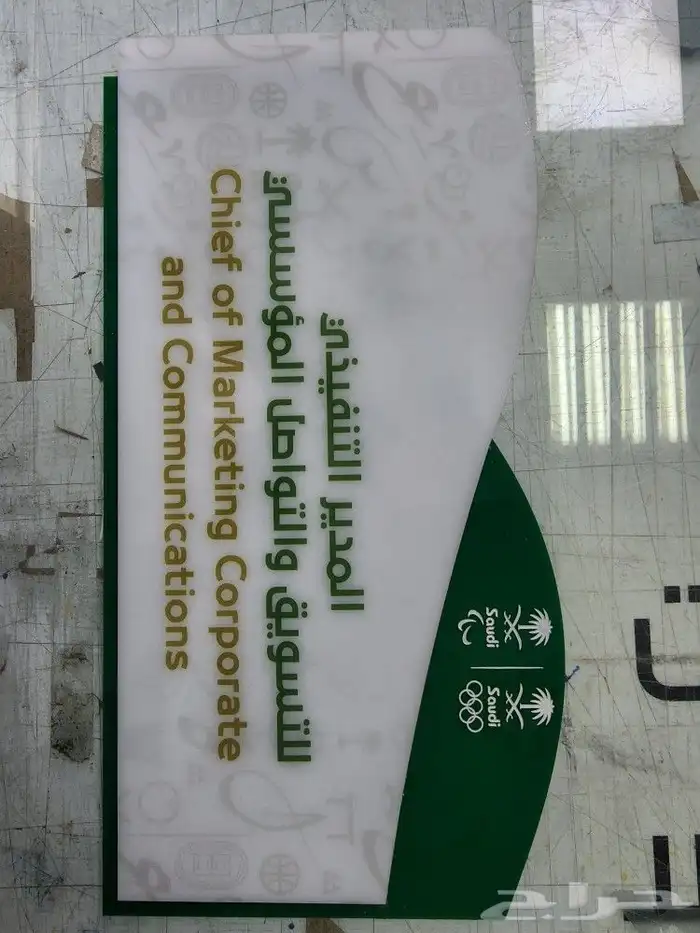 Saudi
Saudi
المدير التنفيذي
للتسويق والتواصل المؤسسي
Chief of Marketing Corporate
and Communications
حراج